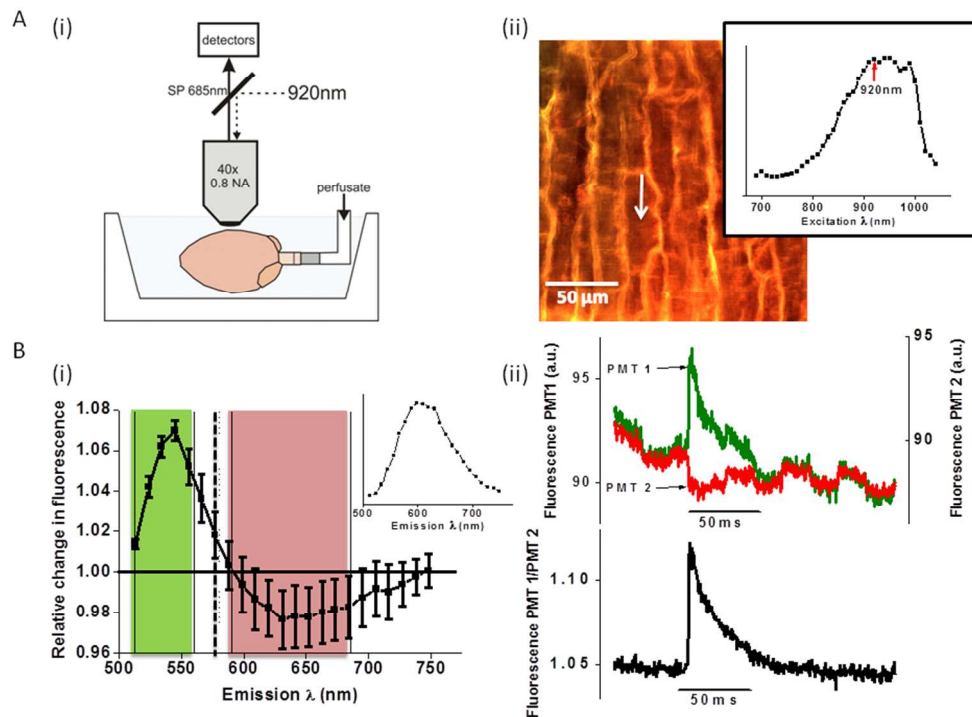 A
(i)
detectors
SP 685nm
920nm
40x
0.8 NA
perfusate
(ii)
50 µm
920nm
700 800 900 1000
Excitation λ (nm)
B
(i)
Relative change in fluorescence
1.08
1.06
1.04
1.02
1.00
0.98
0.96
500 550 600 650 700 750
Emission λ (nm)
500 600 700
Emission λ (nm)
(ii)
Fluorescence PMT1 (a.u.)
95
90
PMT 1
PMT 2
50 ms
95
90
Fluorescence PMT 2 (a.u.)
Fluorescence PMT 1/PMT 2
1.10
1.05
50 ms